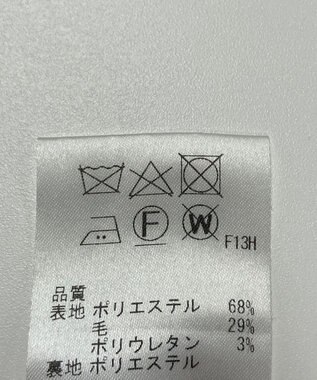 F W F13H
品質
表地 ポリエステル 68%
毛 29%
ポリウレタン 3%
裏地 ポリエステル